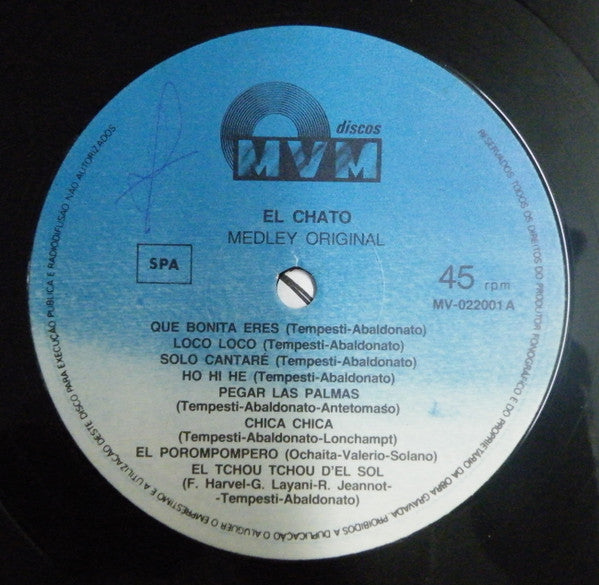 discos
MVM
EL CHATO
MEDLEY ORIGINAL
SPA
45 rpm
MV-022001 A
QUE BONITA ERES (Tempesti-Abaldonato)
LOCO LOCO (Tempesti-Abaldonato)
SOLO CANTARÉ (Tempesti-Abaldonato)
HO HI HE (Tempesti-Abaldonato)
PEGAR LAS PALMAS
(Tempesti-Abaldonato-Antetomaso)
CHICA CHICA
(Tempesti-Abaldonato-Lonchampt)
EL POROMPOMPERO (Ochaita-Valerio-Solano)
EL TCHOU TCHOU D'EL SOL
(F. Harvel-G. Layani-R. Jeannot-
-Tempesti-Abaldonato)
RESERVADOS TODOS OS DIREITOS DO PRODUTOR FONOGRÁFICO E DO PROPRIETÁRIO DA OBRA GRAVADA. PROIBIDOS A DUPLICAÇÃO O ALUGUER O EMPRÉSTIMO E A UTILIZAÇÃO DESTE DISCO PARA EXECUÇÃO PÚBLICA E RADIODIFUSÃO NÃO AUTORIZADOS